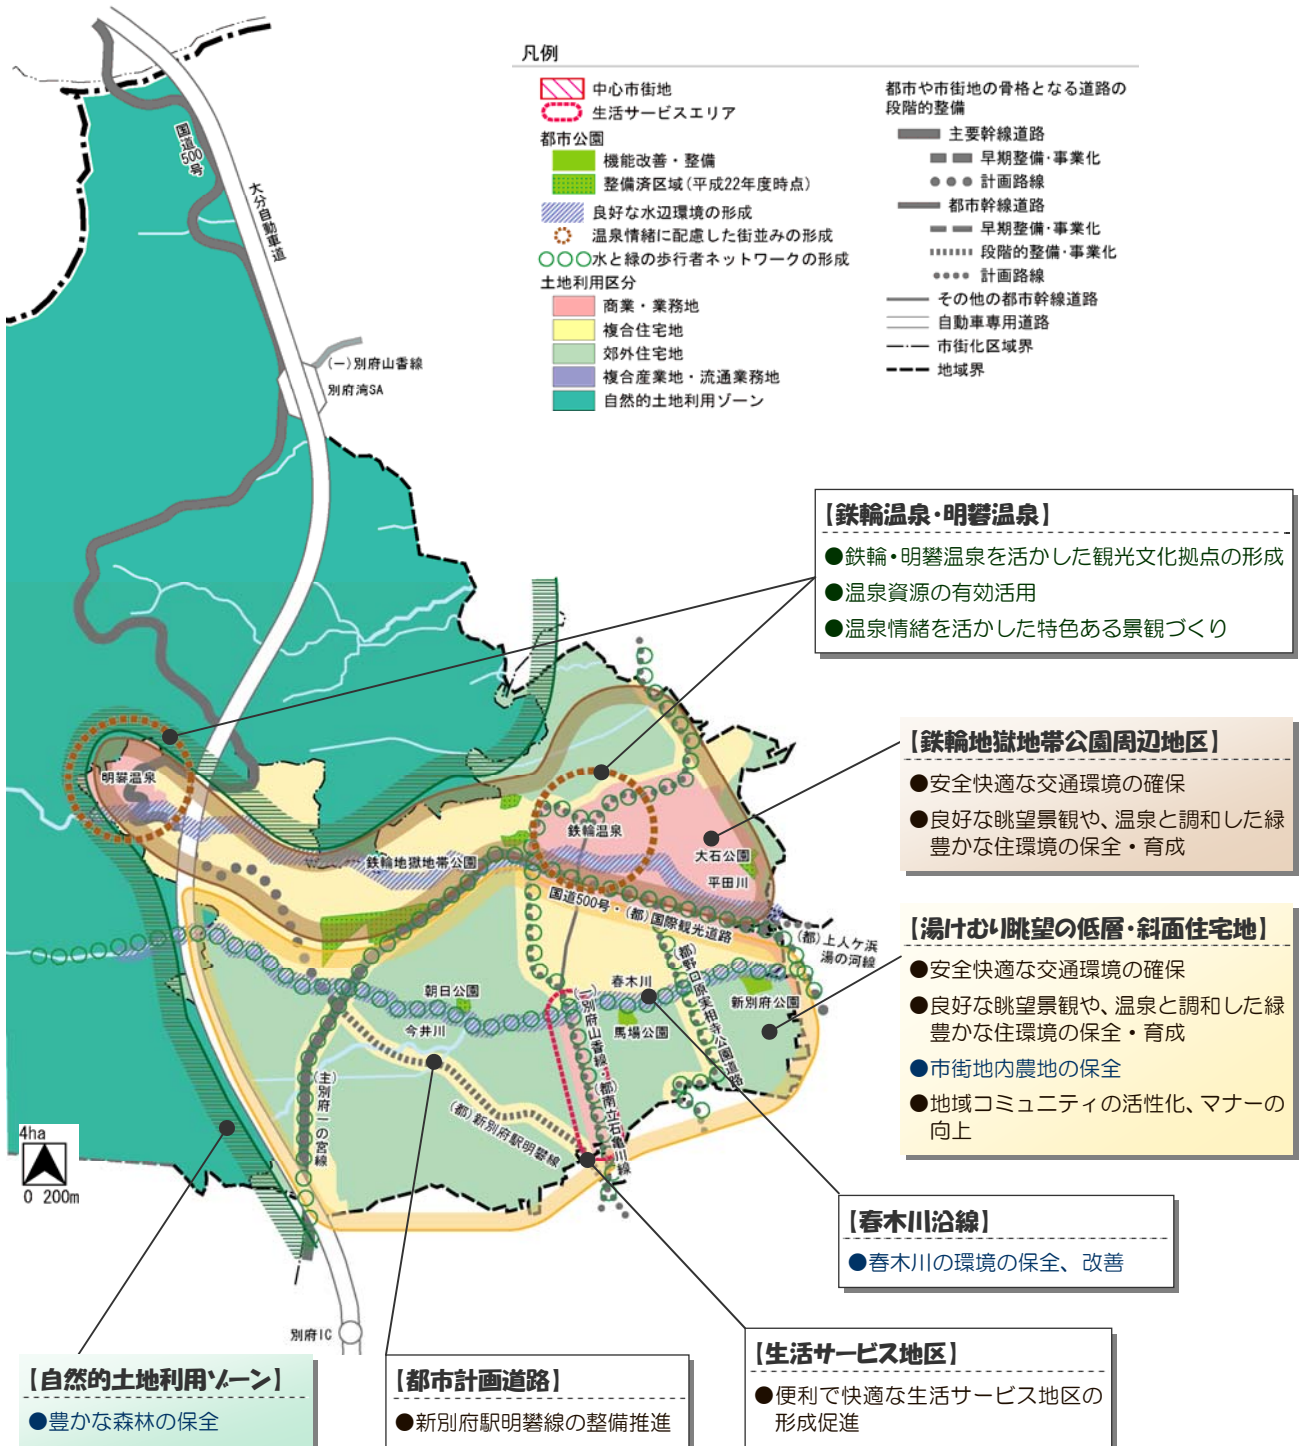 凡例
中心市街地
生活サービスエリア
都市公園
機能改善・整備
整備済区域(平成22年度時点)
良好な水辺環境の形成
温泉情緒に配慮した街並みの形成
水と緑の歩行者ネットワークの形成
土地利用区分
商業・業務地
複合住宅地
郊外住宅地
複合産業地・流通業務地
自然的土地利用ゾーン
都市や市街地の骨格となる道路の
段階的整備
主要幹線道路
早期整備・事業化
計画路線
都市幹線道路
早期整備・事業化
段階的整備・事業化
計画路線
その他の都市幹線道路
自動車専用道路
市街化区域界
地域界
国道500号
大分自動車道
(一)別府山香線
別府湾SA
【鉄輪温泉・明礬温泉】
●鉄輪・明礬温泉を活かした観光文化拠点の形成
●温泉資源の有効活用
●温泉情緒を活かした特色ある景観づくり
【鉄輪地獄地帯公園周辺地区】
●安全快適な交通環境の確保
●良好な眺望景観や、温泉と調和した緑
豊かな住環境の保全・育成
【湯けむり眺望の低層・斜面住宅地】
●安全快適な交通環境の確保
●良好な眺望景観や、温泉と調和した緑
豊かな住環境の保全・育成
●市街地内農地の保全
●地域コミュニティの活性化、マナーの
向上
明礬温泉
鉄輪温泉
鉄輪地獄地帯公園
大石公園
平田川
国道500号・(都)国際観光道路
(都)上人ケ浜
湯の河線
(都)野口原実相寺公園道路
春木川
新別府公園
朝日公園
今井川
馬場公園
(一)別府山香線・(都)南立石亀川線
(主)別府一の宮線
(都)新別府駅明礬線
4ha
0 200m
別府IC
【春木川沿線】
●春木川の環境の保全、改善
【生活サービス地区】
●便利で快適な生活サービス地区の
形成促進
【都市計画道路】
●新別府駅明礬線の整備推進
【自然的土地利用ゾーン】
●豊かな森林の保全